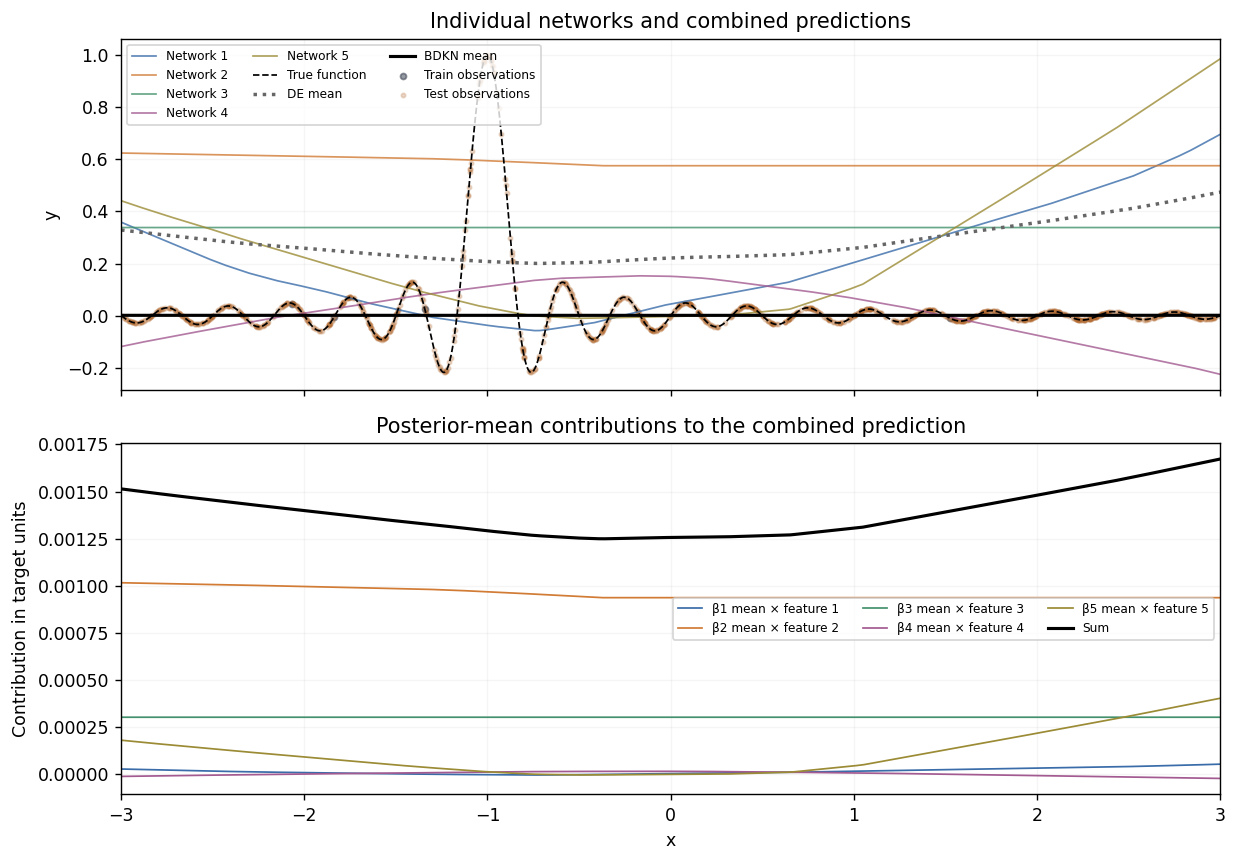 Individual networks and combined predictions
1.0
0.8
0.6
0.4
0.2
0.0
−0.2
y
Network 1
Network 2
Network 3
Network 4
Network 5
True function
DE mean
BDKN mean
Train observations
Test observations
Posterior-mean contributions to the combined prediction
0.00175
0.00150
0.00125
0.00100
0.00075
0.00050
0.00025
0.00000
Contribution in target units
β1 mean × feature 1
β2 mean × feature 2
β3 mean × feature 3
β4 mean × feature 4
β5 mean × feature 5
Sum
−3
−2
−1
0
1
2
3
x